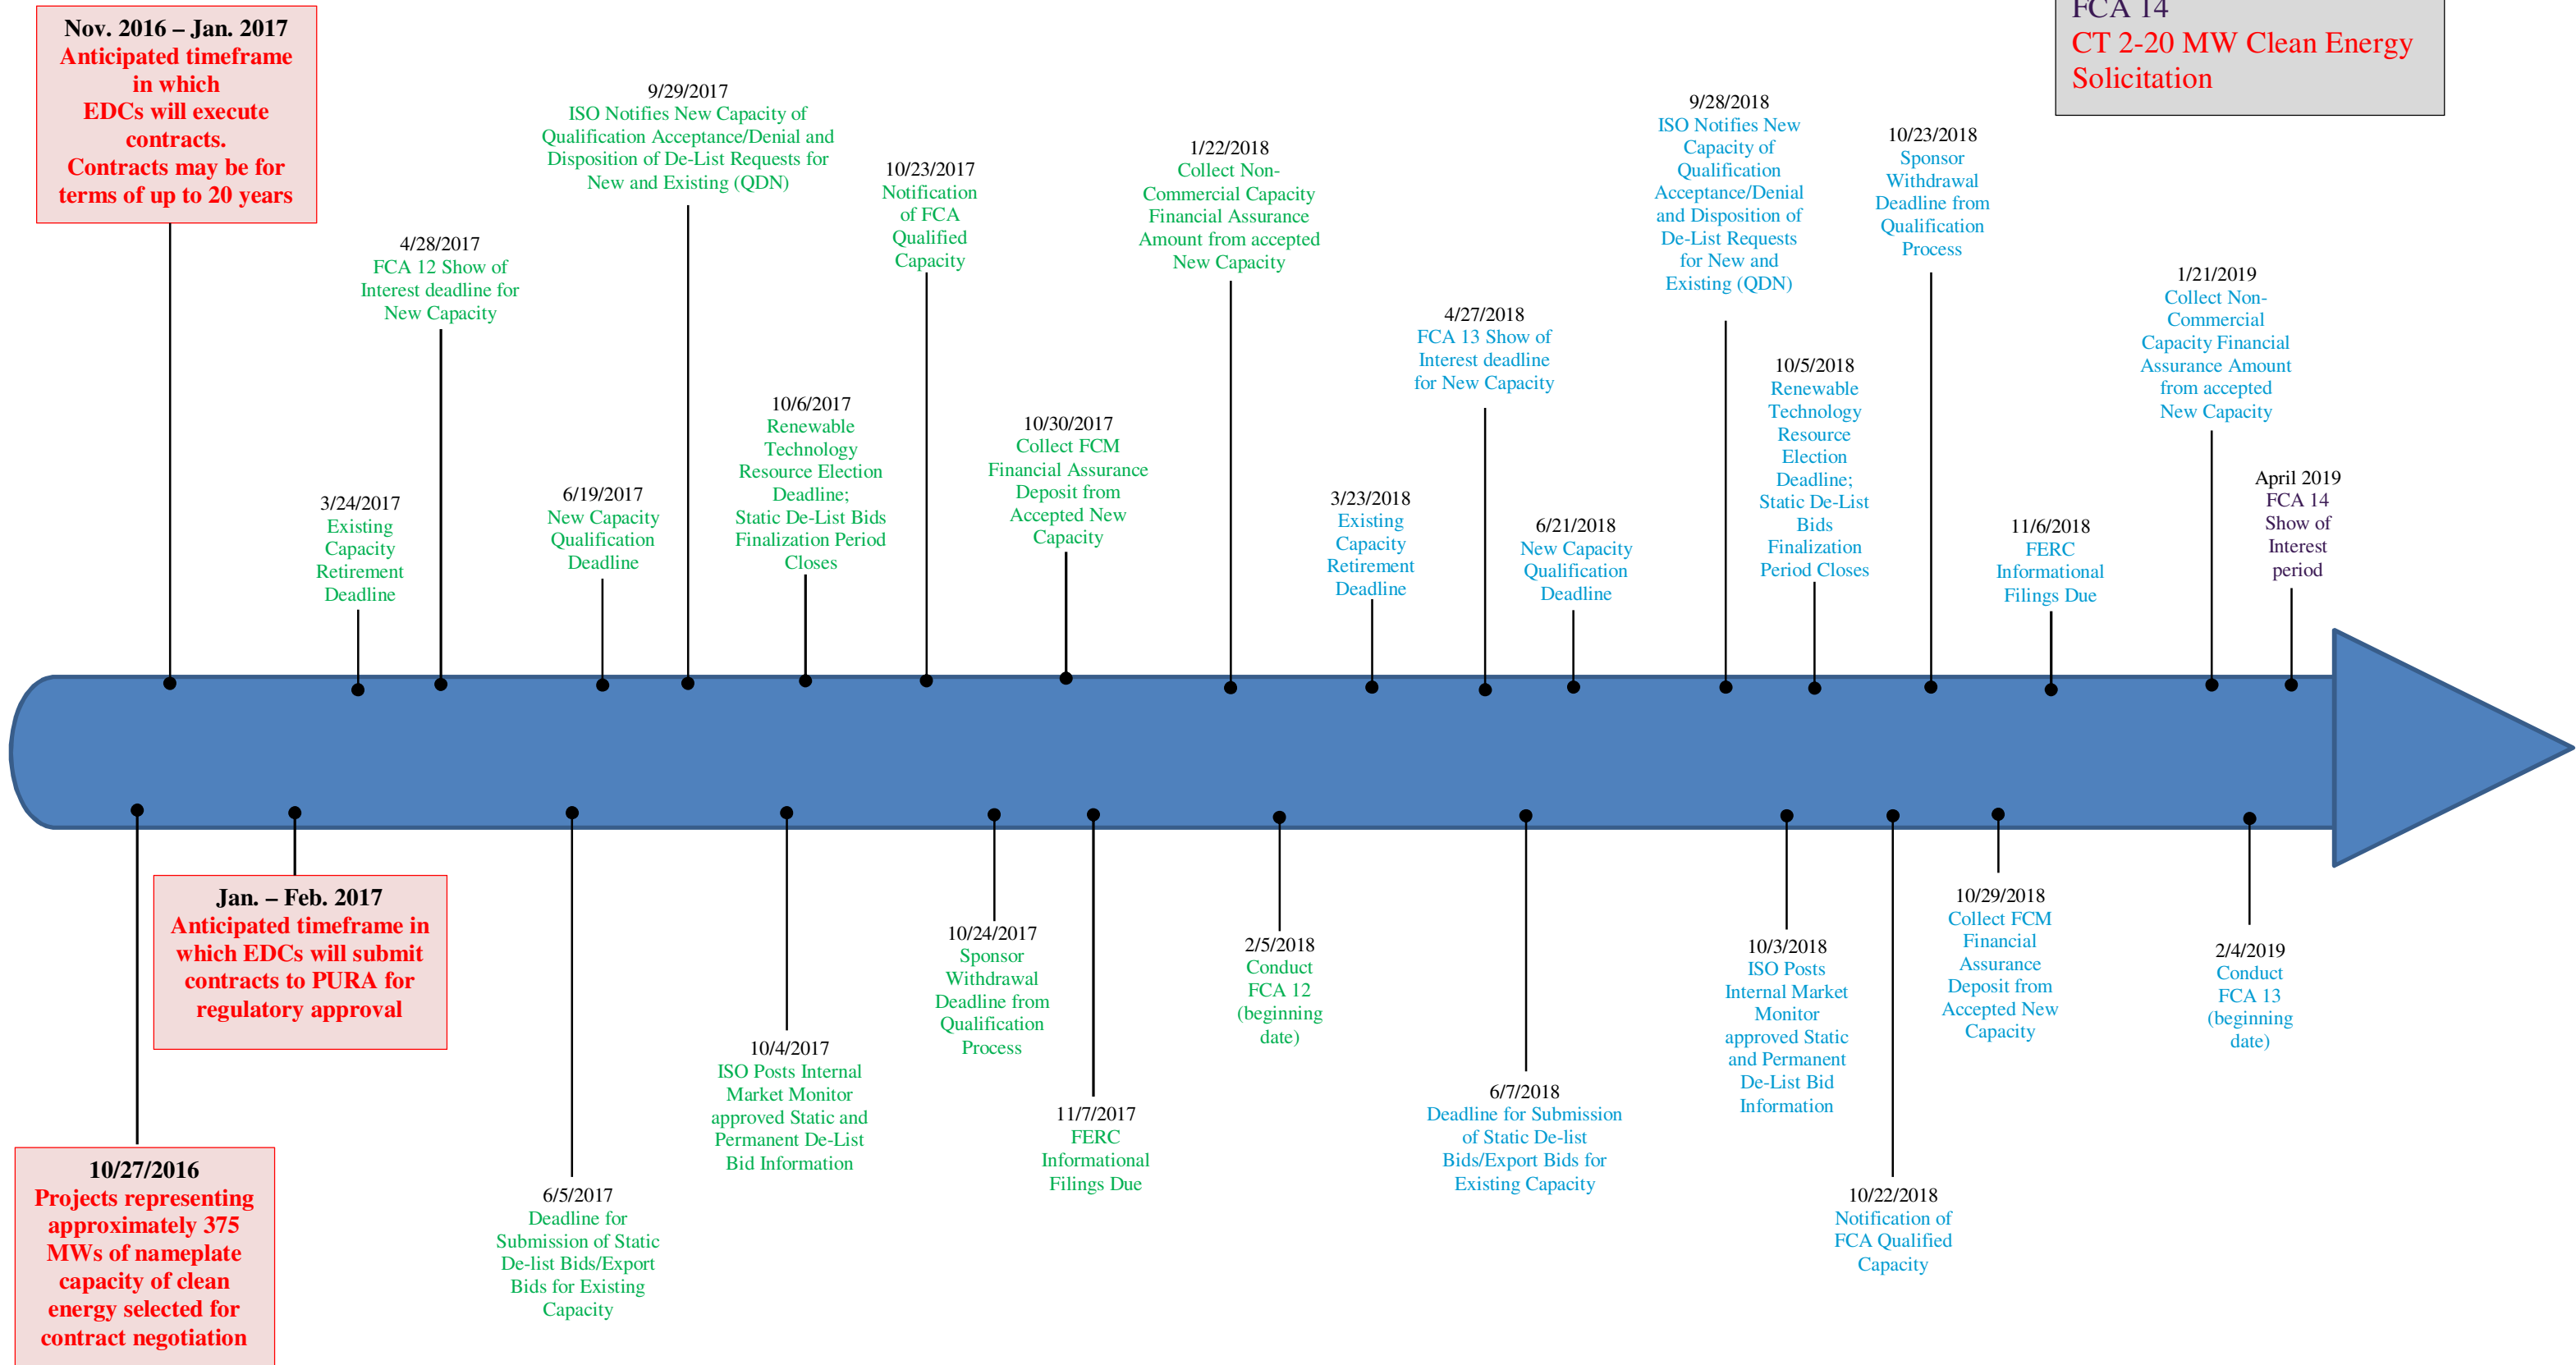 FCA 14
CT 2-20 MW Clean Energy
Solicitation
Nov. 2016 – Jan. 2017
Anticipated timeframe
in which
EDCs will execute
contracts.
Contracts may be for
terms of up to 20 years
3/24/2017
Existing
Capacity
Retirement
Deadline
4/28/2017
FCA 12 Show of
Interest deadline for
New Capacity
6/19/2017
New Capacity
Qualification
Deadline
9/29/2017
ISO Notifies New Capacity of
Qualification Acceptance/Denial and
Disposition of De-List Requests for
New and Existing (QDN)
10/6/2017
Renewable
Technology
Resource Election
Deadline;
Static De-List Bids
Finalization Period
Closes
10/23/2017
Notification
of FCA
Qualified
Capacity
10/30/2017
Collect FCM
Financial Assurance
Deposit from
Accepted New
Capacity
1/22/2018
Collect Non-
Commercial Capacity
Financial Assurance
Amount from accepted
New Capacity
3/23/2018
Existing
Capacity
Retirement
Deadline
4/27/2018
FCA 13 Show of
Interest deadline
for New Capacity
6/21/2018
New Capacity
Qualification
Deadline
9/28/2018
ISO Notifies New
Capacity of
Qualification
Acceptance/Denial
and Disposition of
De-List Requests
for New and
Existing (QDN)
10/5/2018
Renewable
Technology
Resource
Election
Deadline;
Static De-List
Bids
Finalization
Period Closes
10/23/2018
Sponsor
Withdrawal
Deadline from
Qualification
Process
11/6/2018
FERC
Informational
Filings Due
1/21/2019
Collect Non-
Commercial
Capacity Financial
Assurance Amount
from accepted
New Capacity
April 2019
FCA 14
Show of
Interest
period
10/27/2016
Projects representing
approximately 375
MWs of nameplate
capacity of clean
energy selected for
contract negotiation
Jan. – Feb. 2017
Anticipated timeframe in
which EDCs will submit
contracts to PURA for
regulatory approval
6/5/2017
Deadline for
Submission of Static
De-list Bids/Export
Bids for Existing
Capacity
10/4/2017
ISO Posts Internal
Market Monitor
approved Static and
Permanent De-List
Bid Information
10/24/2017
Sponsor
Withdrawal
Deadline from
Qualification
Process
11/7/2017
FERC
Informational
Filings Due
2/5/2018
Conduct
FCA 12
(beginning
date)
6/7/2018
Deadline for Submission
of Static De-list
Bids/Export Bids for
Existing Capacity
10/3/2018
ISO Posts
Internal Market
Monitor
approved Static
and Permanent
De-List Bid
Information
10/22/2018
Notification of
FCA Qualified
Capacity
10/29/2018
Collect FCM
Financial
Assurance
Deposit from
Accepted New
Capacity
2/4/2019
Conduct
FCA 13
(beginning
date)